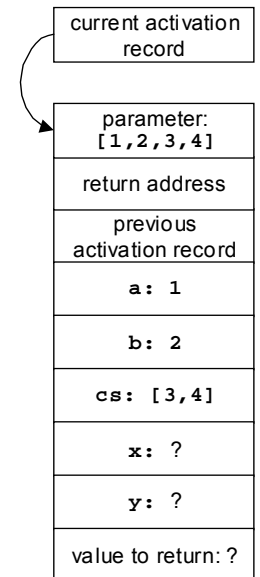 current activation
record
parameter:
[1,2,3,4]
return address
previous
activation record
a: 1
b: 2
cs: [3,4]
x: ?
y: ?
value to return: ?